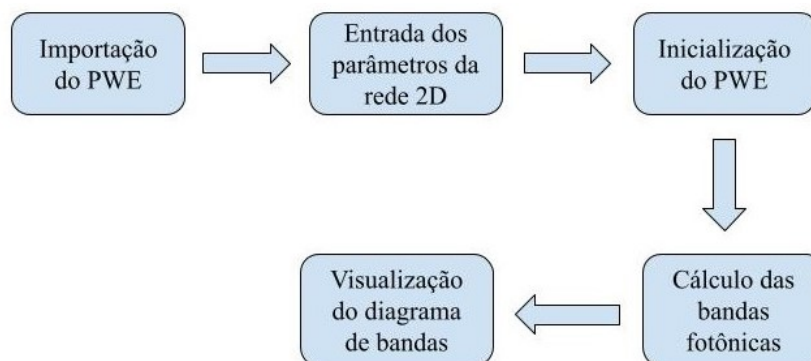 Importação
do PWE
Entrada dos
parâmetros da
rede 2D
Inicialização
do PWE
Cálculo das
bandas
fotônicas
Visualização
do diagrama
de bandas